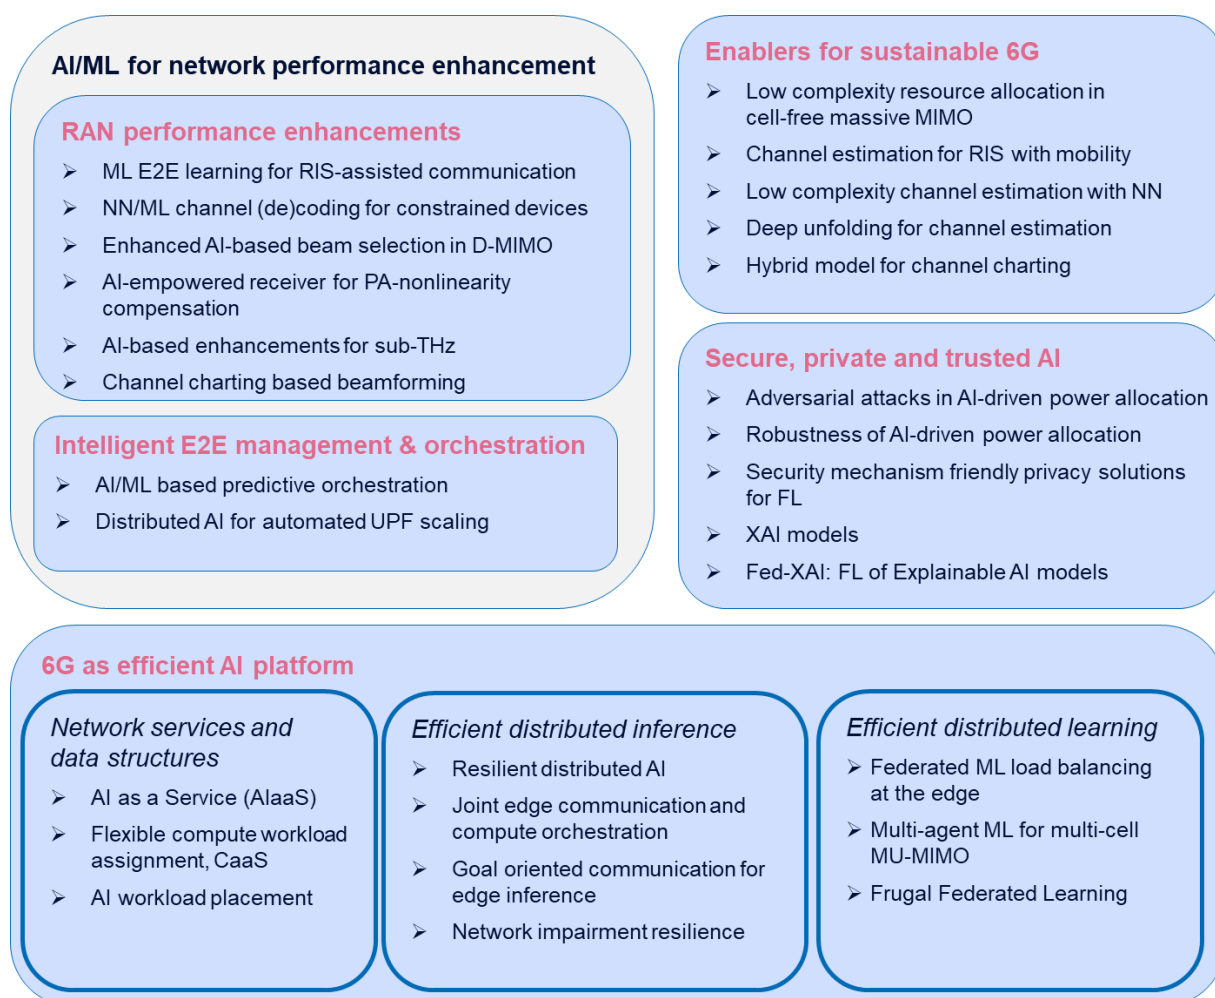 AI/ML for network performance enhancement
RAN performance enhancements
➢ ML E2E learning for RIS-assisted communication
➢ NN/ML channel (de)coding for constrained devices
➢ Enhanced AI-based beam selection in D-MIMO
➢ AI-empowered receiver for PA-nonlinearity
compensation
➢ AI-based enhancements for sub-THz
➢ Channel charting based beamforming
Intelligent E2E management & orchestration
➢ AI/ML based predictive orchestration
➢ Distributed AI for automated UPF scaling
Enablers for sustainable 6G
➢ Low complexity resource allocation in
cell-free massive MIMO
➢ Channel estimation for RIS with mobility
➢ Low complexity channel estimation with NN
➢ Deep unfolding for channel estimation
➢ Hybrid model for channel charting
Secure, private and trusted AI
➢ Adversarial attacks in AI-driven power allocation
➢ Robustness of AI-driven power allocation
➢ Security mechanism friendly privacy solutions
for FL
➢ XAI models
➢ Fed-XAI: FL of Explainable AI models
6G as efficient AI platform
Network services and
data structures
➢ AI as a Service (AIaaS)
➢ Flexible compute workload
assignment, CaaS
➢ AI workload placement
Efficient distributed inference
➢ Resilient distributed AI
➢ Joint edge communication and
compute orchestration
➢ Goal oriented communication for
edge inference
➢ Network impairment resilience
Efficient distributed learning
➢ Federated ML load balancing
at the edge
➢ Multi-agent ML for multi-cell
MU-MIMO
➢ Frugal Federated Learning